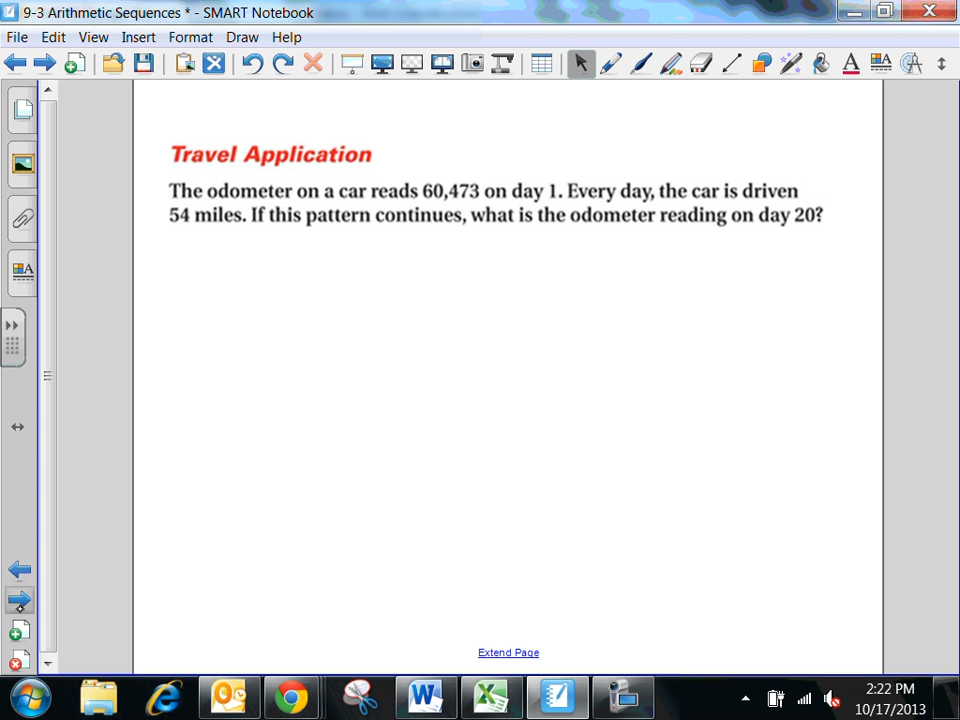 9-3 Arithmetic Sequences * - SMART Notebook
File Edit View Insert Format Draw Help
Travel Application
The odometer on a car reads 60,473 on day 1. Every day, the car is driven
54 miles. If this pattern continues, what is the odometer reading on day 20?
Extend Page
2:22 PM
10/17/2013